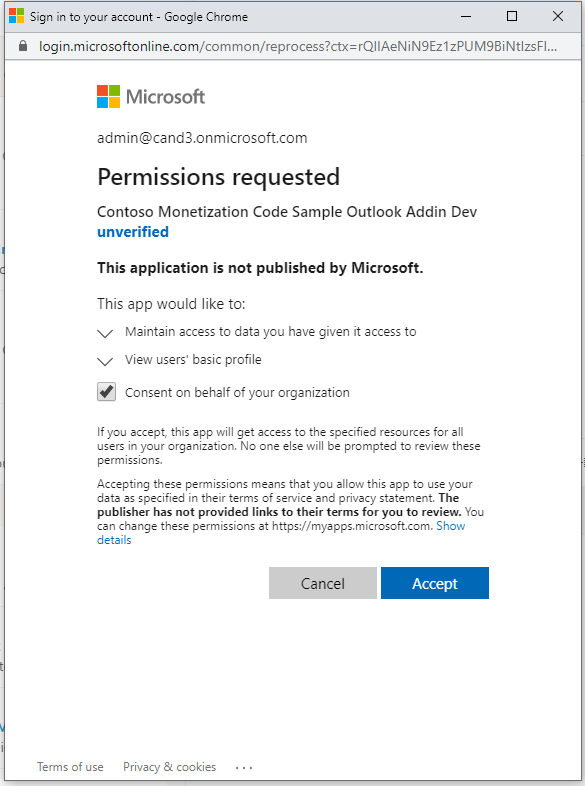 Sign in to your account - Google Chrome
login.microsoftonline.com/common/reprocess?ctx=rQIIAeNiN9Ez1zPUM9BiNtIzsFI...
Microsoft
admin@cand3.onmicrosoft.com
Permissions requested
Contoso Monetization Code Sample Outlook Addin Dev
unverified
This application is not published by Microsoft.
This app would like to:
Maintain access to data you have given it access to
View users' basic profile
Consent on behalf of your organization
If you accept, this app will get access to the specified resources for all
users in your organization. No one else will be prompted to review these
permissions.
Accepting these permissions means that you allow this app to use your
data as specified in their terms of service and privacy statement. The
publisher has not provided links to their terms for you to review. You
can change these permissions at https://myapps.microsoft.com. Show
details
Cancel
Accept
Terms of use
Privacy & cookies
...